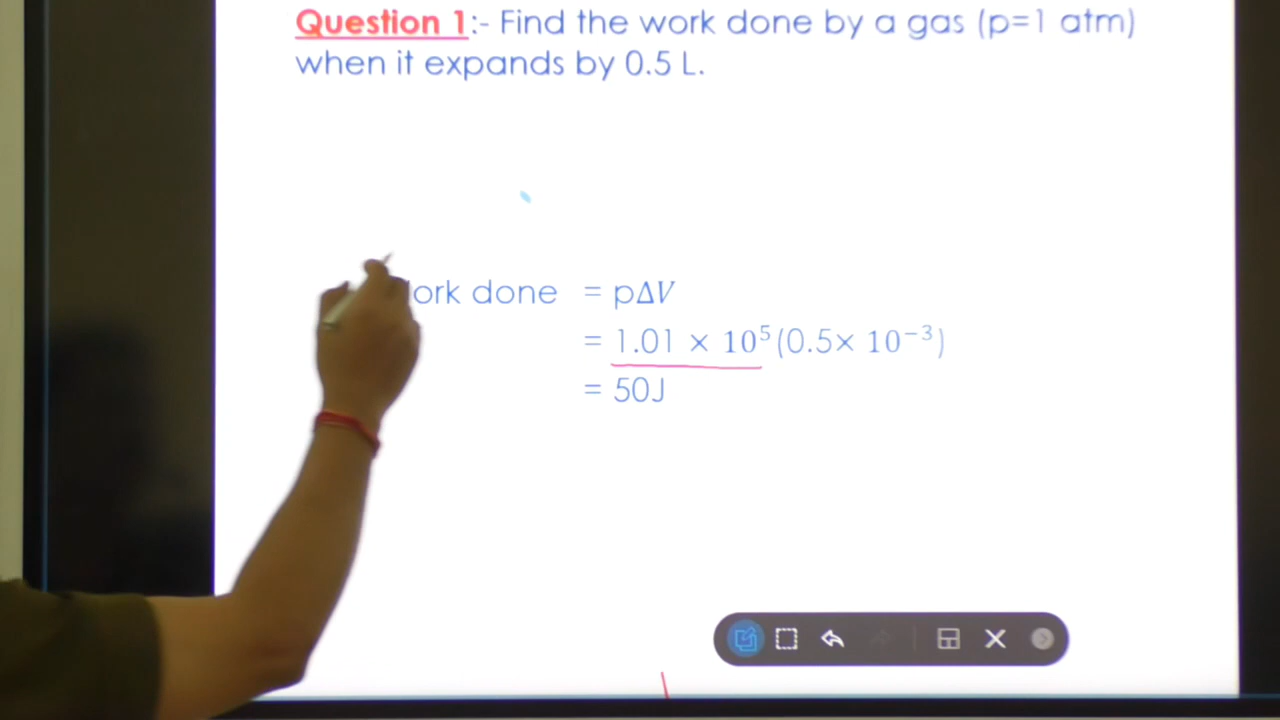 Question 1:- Find the work done by a gas (p=1 atm)
when it expands by 0.5 L.
done = pΔV
= 1.01 × 10⁵(0.5× 10⁻³)
= 50J